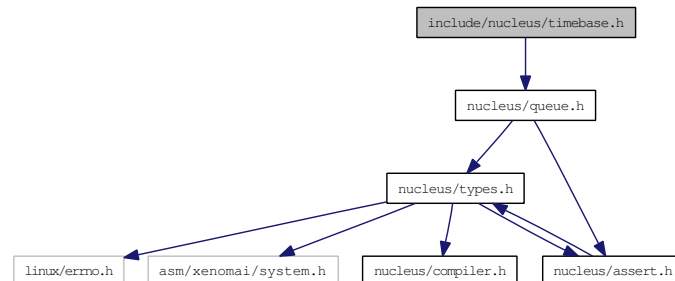 include/nucleus/timebase.h
nucleus/queue.h
nucleus/types.h
linux/errno.h
asm/xenomai/system.h
nucleus/compiler.h
nucleus/assert.h